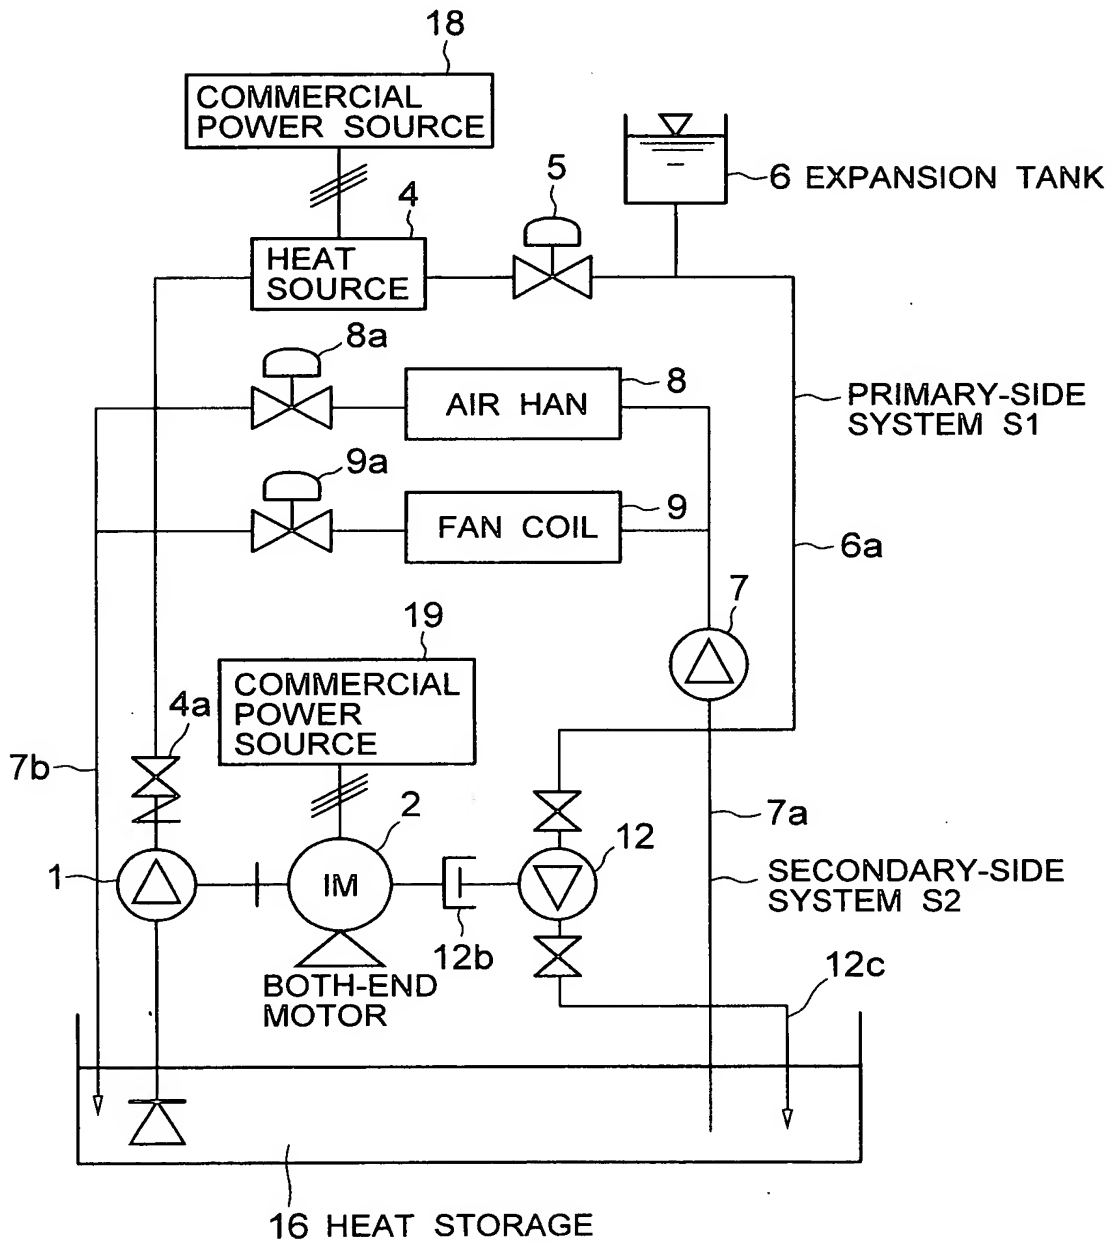 18
COMMERCIAL
POWER SOURCE
6 EXPANSION TANK
5
4
HEAT
SOURCE
8a
8
AIR HAN
PRIMARY-SIDE
SYSTEM S1
9a
9
FAN COIL
6a
7
19
COMMERCIAL
POWER
SOURCE
4a
7b
2
7a
12
1
IM
SECONDARY-SIDE
SYSTEM S2
12b
12c
BOTH-END
MOTOR
16 HEAT STORAGE